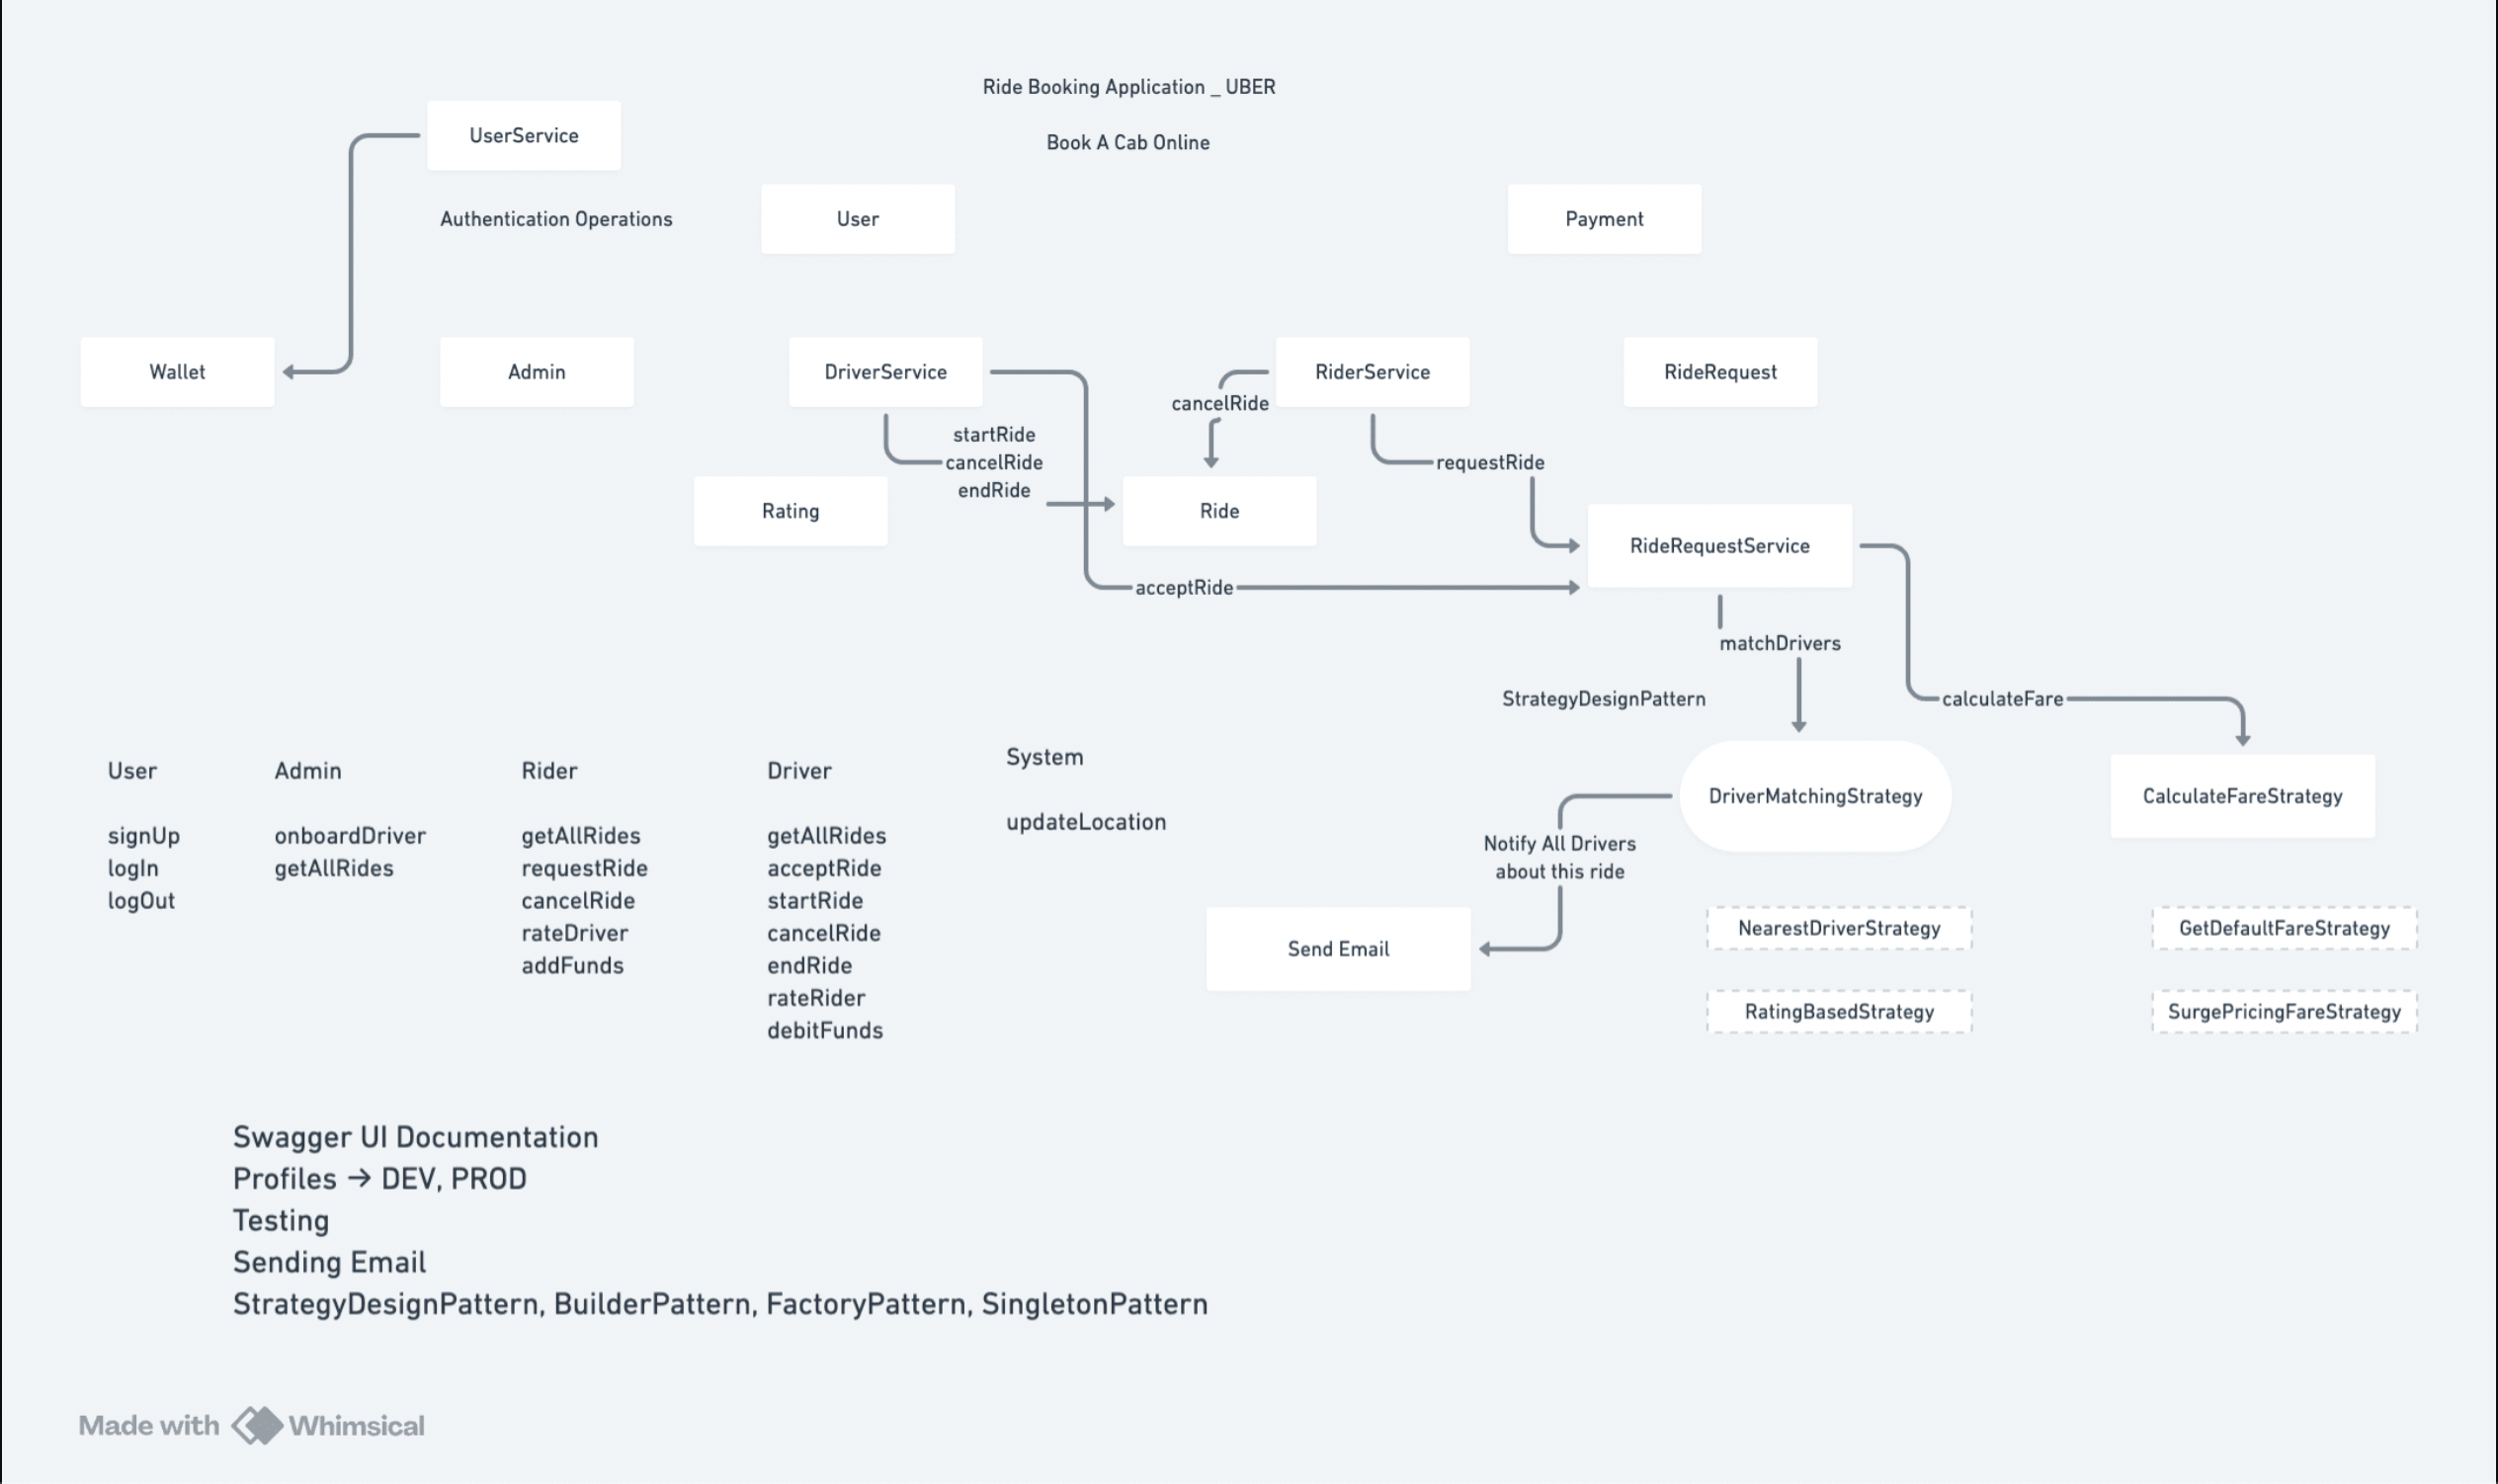 Ride Booking Application _ UBER
Book A Cab Online
UserService
Authentication Operations
User
Payment
Wallet
Admin
DriverService
RiderService
RideRequest
cancelRide
startRide
cancelRide
endRide
requestRide
Rating
Ride
RideRequestService
acceptRide
matchDrivers
StrategyDesignPattern
calculateFare
DriverMatchingStrategy
CalculateFareStrategy
Notify All Drivers
about this ride
Send Email
NearestDriverStrategy
RatingBasedStrategy
GetDefaultFareStrategy
SurgePricingFareStrategy
User
signUp
logIn
logOut
Admin
onboardDriver
getAllRides
Rider
getAllRides
requestRide
cancelRide
rateDriver
addFunds
Driver
getAllRides
acceptRide
startRide
cancelRide
endRide
rateRider
debitFunds
System
updateLocation
Swagger UI Documentation
Profiles → DEV, PROD
Testing
Sending Email
StrategyDesignPattern, BuilderPattern, FactoryPattern, SingletonPattern
Made with Whimsical